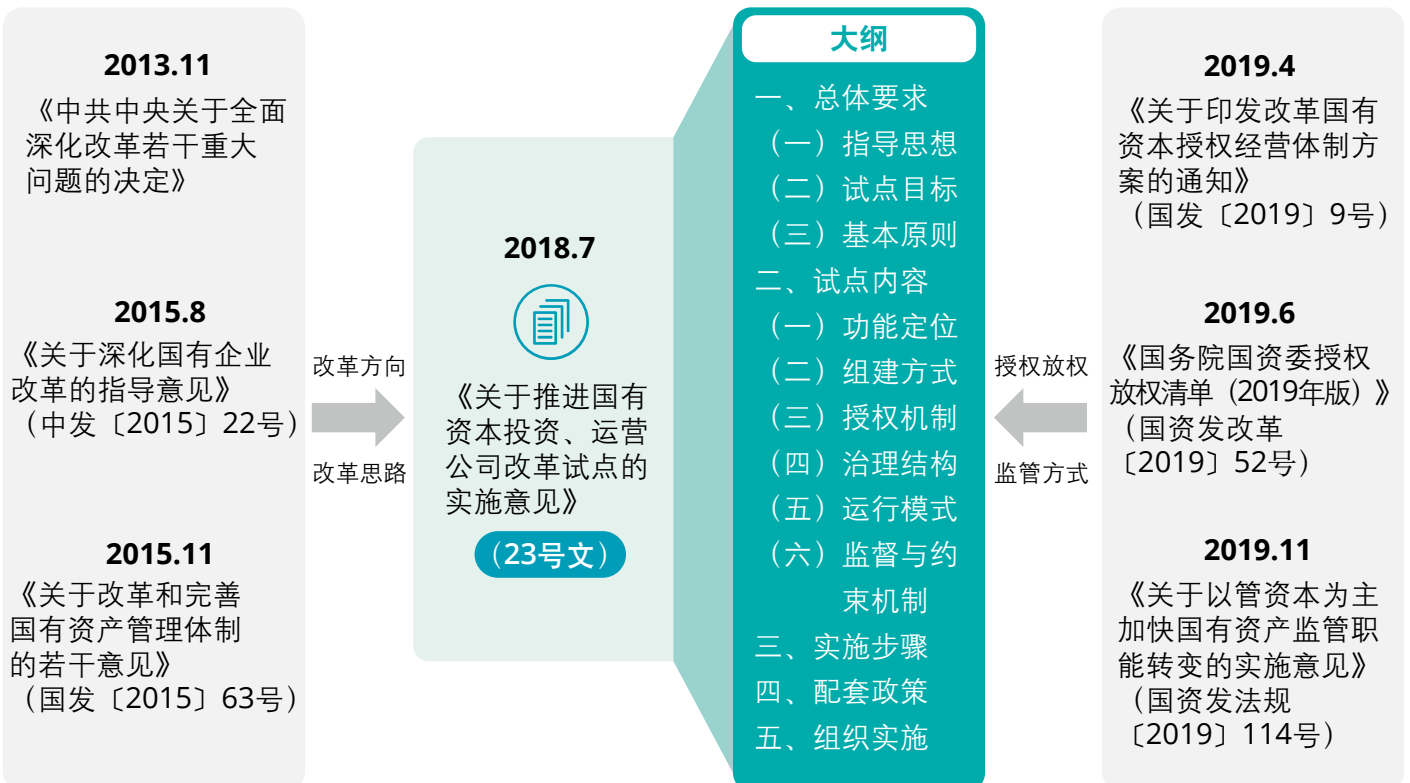 2013.11
《中共中央关于全面
深化改革若干重大
问题的决定》
2015.8
《关于深化国有企业
改革的指导意见》
（中发〔2015〕22号）
2015.11
《关于改革和完善
国有资产管理体制
的若干意见》
（国发〔2015〕63号）
改革方向
改革思路
2018.7
《关于推进国有
资本投资、运营
公司改革试点的
实施意见》
（23号文）
大纲
一、总体要求
（一）指导思想
（二）试点目标
（三）基本原则
二、试点内容
（一）功能定位
（二）组建方式
（三）授权机制
（四）治理结构
（五）运行模式
（六）监督与约
束机制
三、实施步骤
四、配套政策
五、组织实施
授权放权
监管方式
2019.4
《关于印发改革国有
资本授权经营体制方
案的通知》
（国发〔2019〕9号）
2019.6
《国务院国资委授权
放权清单（2019年版）》
（国资发改革
〔2019〕52号）
2019.11
《关于以管资本为主
加快国有资产监管职
能转变的实施意见》
（国资发法规
〔2019〕114号）